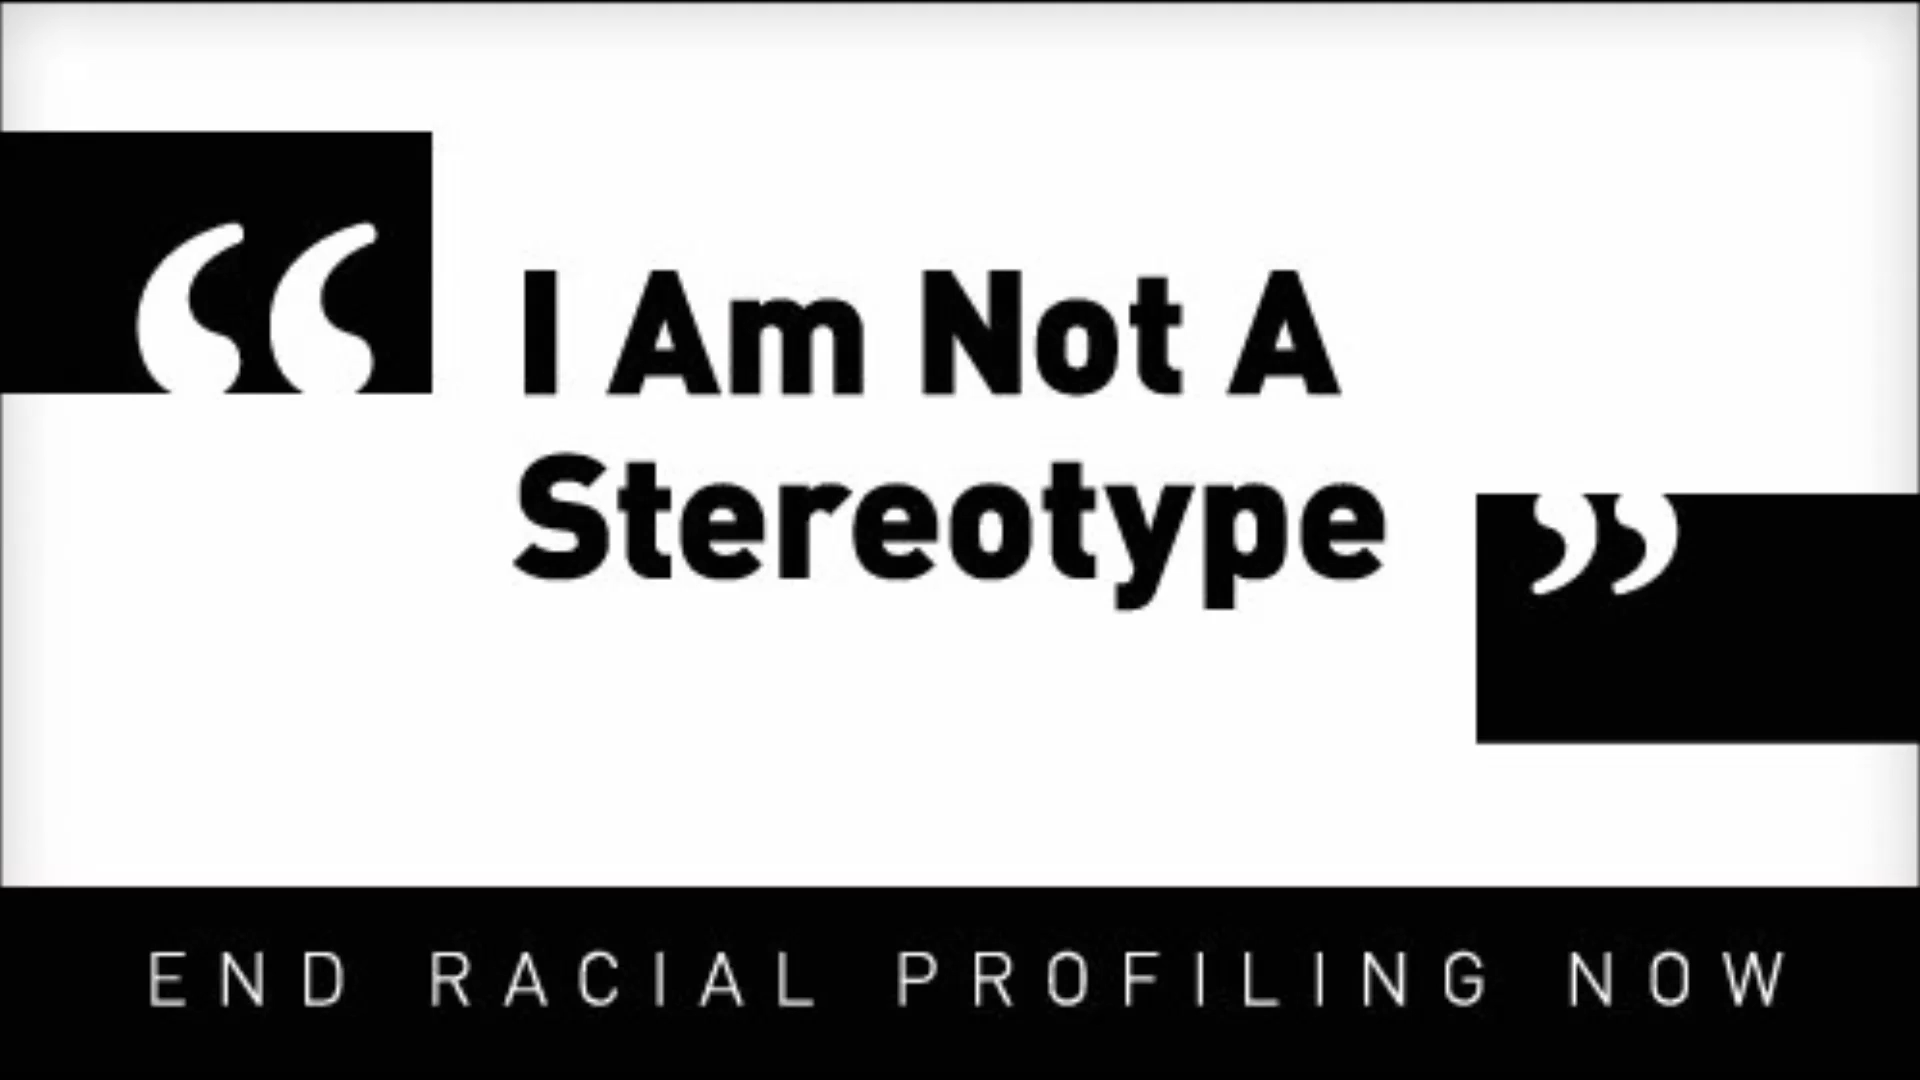 “ I Am Not A
Stereotype ”
END RACIAL PROFILING NOW